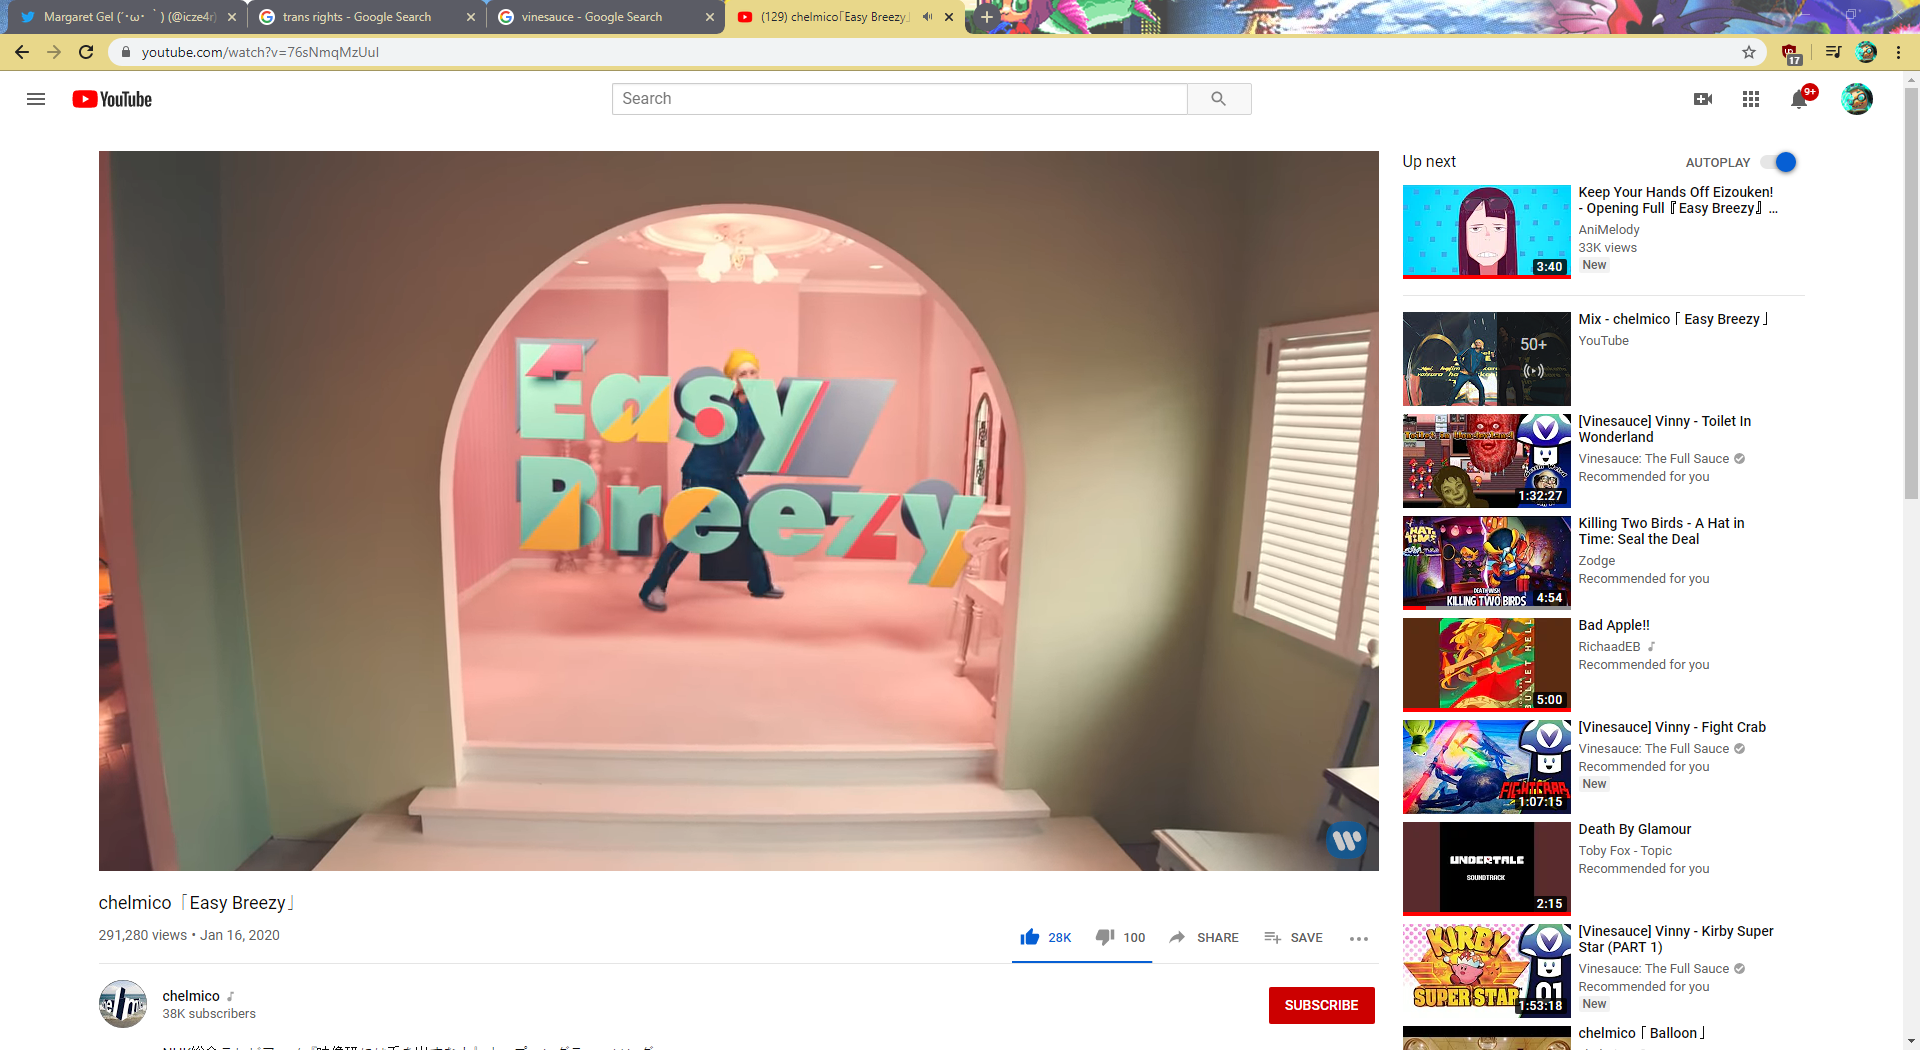 Margaret Gel (´･ω･｀) (@icze4r)
trans rights - Google Search
vinesauce - Google Search
(129) chelmico「Easy Breezy」
youtube.com/watch?v=76sNmqMzUuI
17
YouTube
Search
9+
Easy
Breezy
chelmico「Easy Breezy」
291,280 views • Jan 16, 2020
28K
100
SHARE
SAVE
chelmico
38K subscribers
SUBSCRIBE
Up next
AUTOPLAY
3:40
Keep Your Hands Off Eizouken!
- Opening Full『Easy Breezy』...
AniMelody
33K views
New
50+
Mix - chelmico「Easy Breezy」
YouTube
1:32:27
[Vinesauce] Vinny - Toilet In
Wonderland
Vinesauce: The Full Sauce
Recommended for you
DEATH WISH
KILLING TWO BIRDS
4:54
Killing Two Birds - A Hat in
Time: Seal the Deal
Zodge
Recommended for you
BULLET HELL
5:00
Bad Apple!!
RichaadEB
Recommended for you
1:07:15
[Vinesauce] Vinny - Fight Crab
Vinesauce: The Full Sauce
Recommended for you
New
UNDERTALE
SOUNDTRACK
2:15
Death By Glamour
Toby Fox - Topic
Recommended for you
KIRBY
SUPER STAR
01
1:53:18
[Vinesauce] Vinny - Kirby Super
Star (PART 1)
Vinesauce: The Full Sauce
Recommended for you
New
chelmico「Balloon」